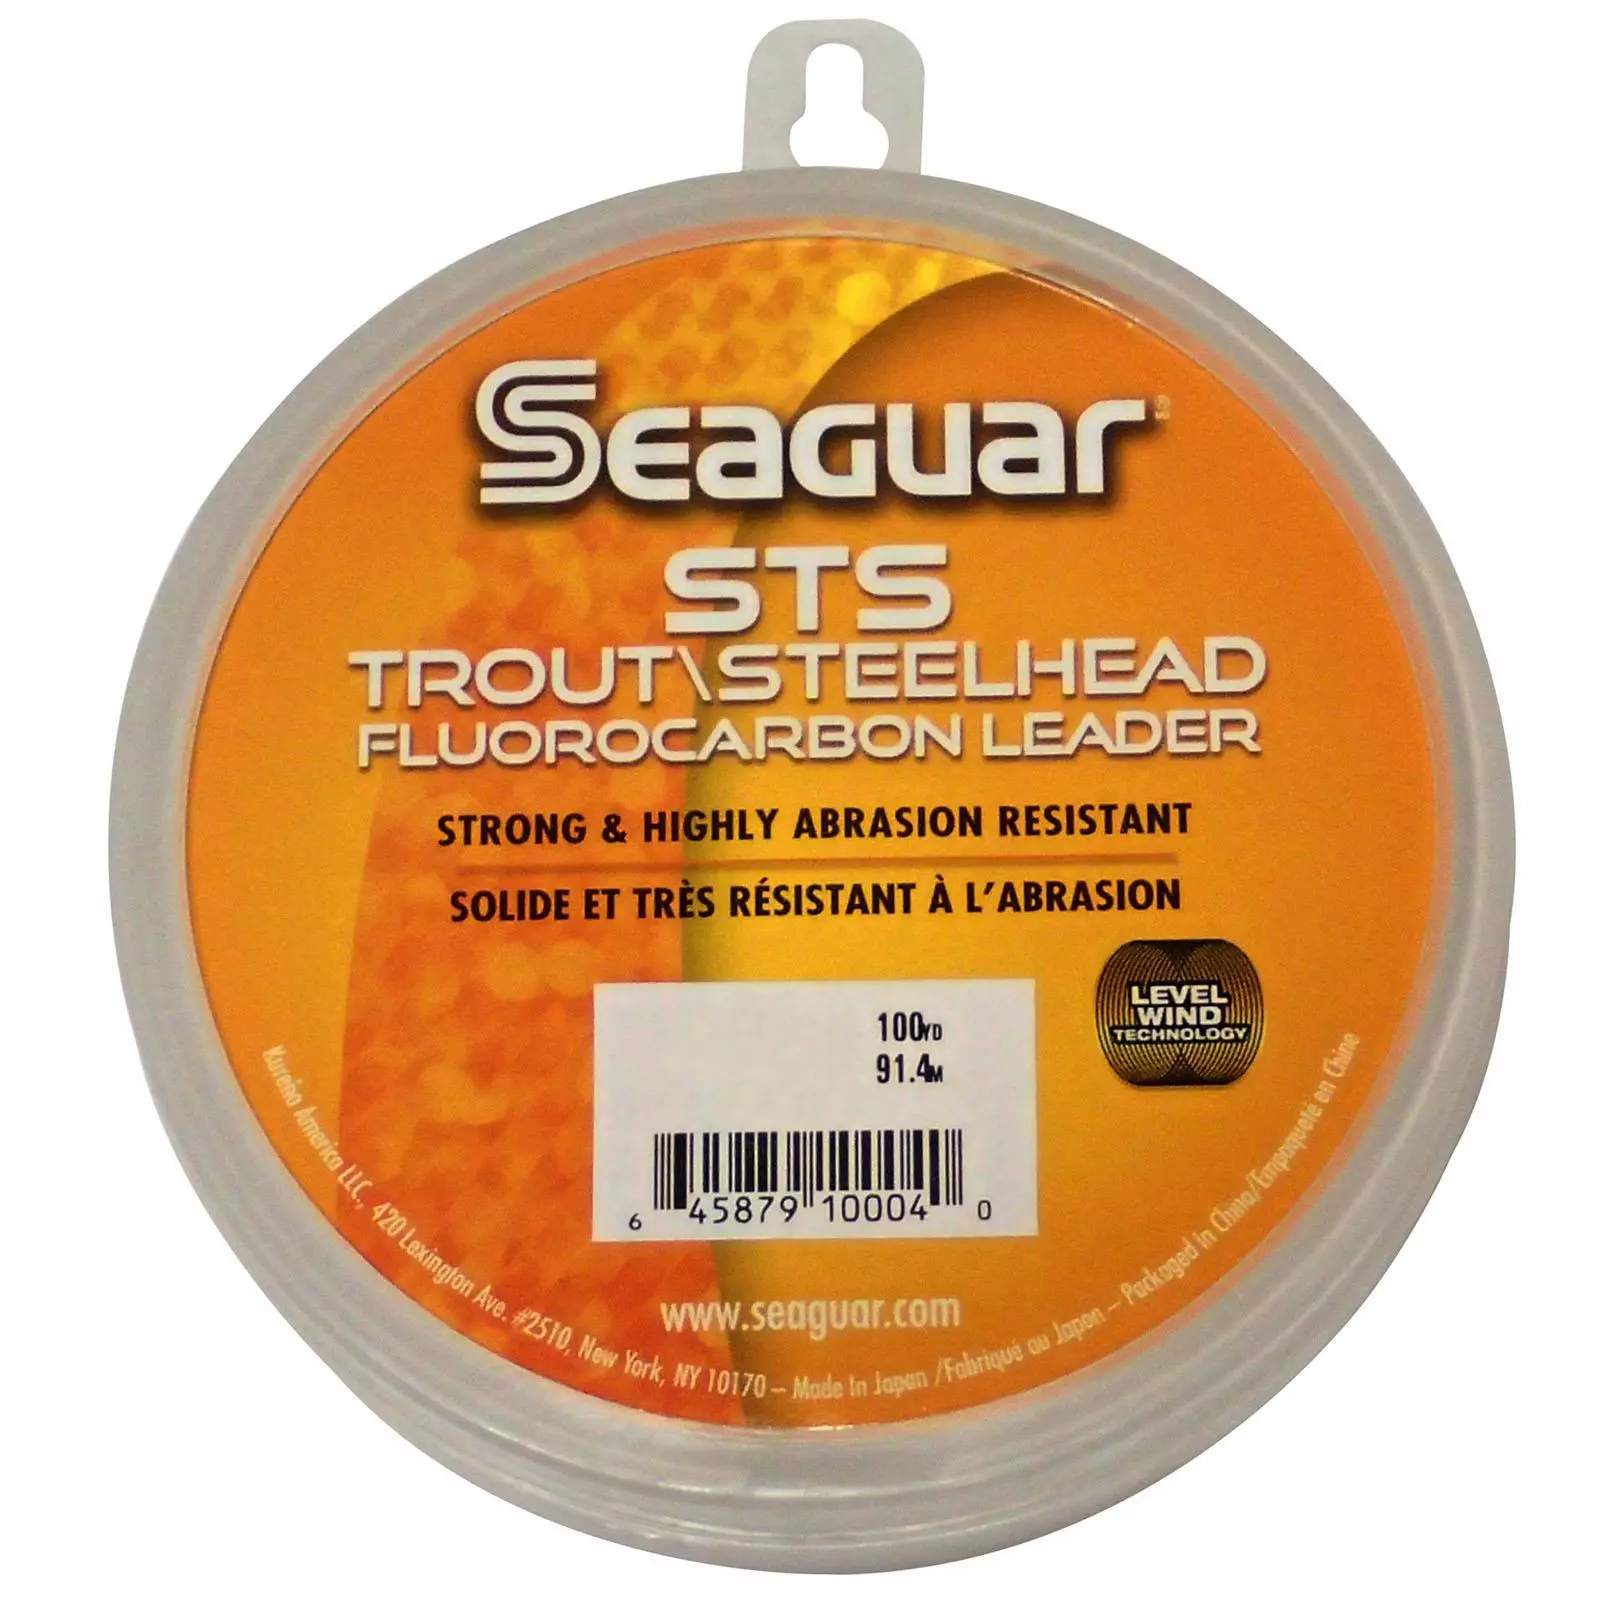 Seaguar®
STS
TROUT\STEELHEAD
FLUOROCARBON LEADER
STRONG & HIGHLY ABRASION RESISTANT
SOLIDE ET TRÈS RÉSISTANT À L'ABRASION
LEVEL
WIND
TECHNOLOGY
100YD
91.4M
6 45879 10004 0
www.seaguar.com
Kureha America LLC, 420 Lexington Ave. #2510, New York, NY 10170 – Made In Japan /Fabriqué au Japon – Packaged in China/Empaqueté en Chine